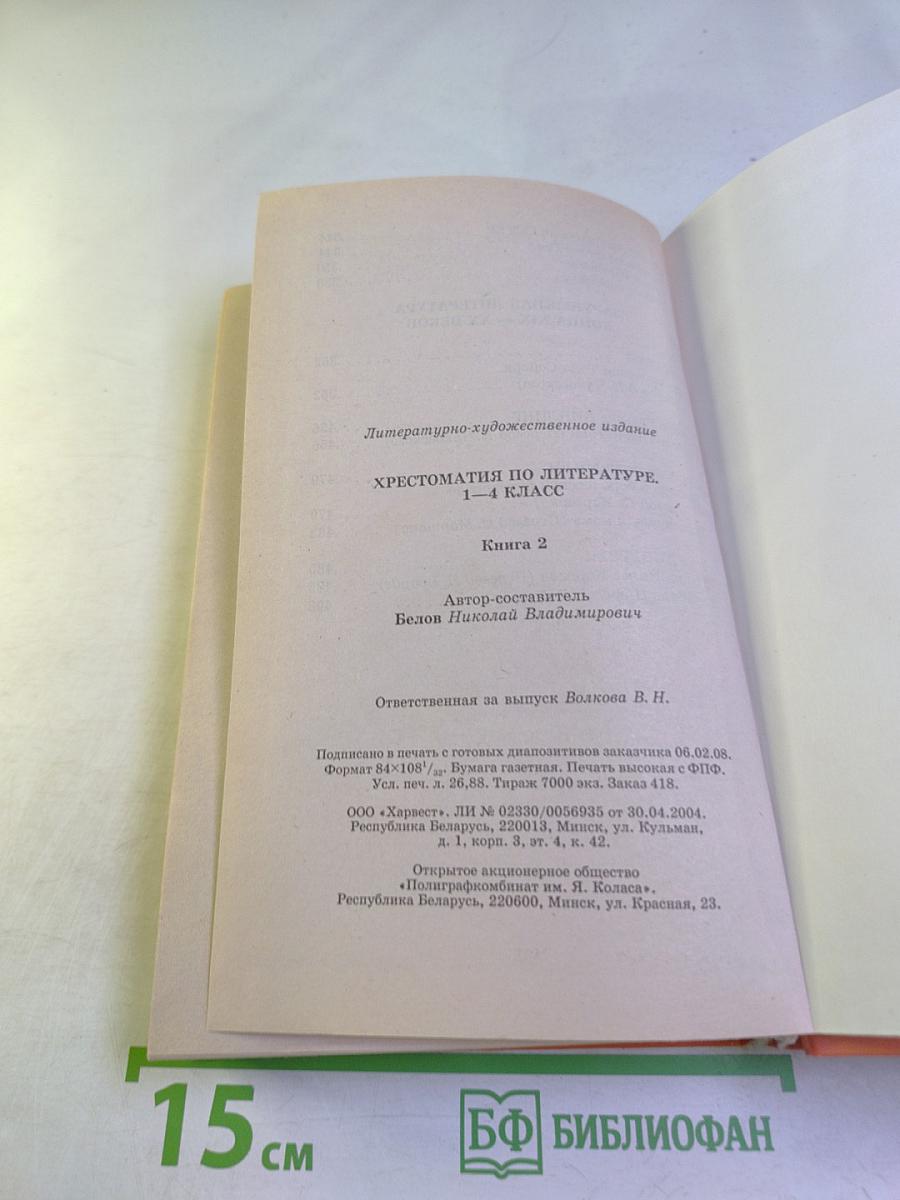 Литературно-художественное издание
ХРЕСТОМАТИЯ ПО ЛИТЕРАТУРЕ.
1—4 КЛАСС
Книга 2
Автор-составитель
Белов Николай Владимирович
Ответственная за выпуск Волкова В. Н.
Подписано в печать с готовых диапозитивов заказчика 06.02.08.
Формат 84×108¹/₃₂. Бумага газетная. Печать высокая с ФПФ.
Усл. печ. л. 26,88. Тираж 7000 экз. Заказ 418.
ООО «Харвест». ЛИ № 02330/0056935 от 30.04.2004.
Республика Беларусь, 220013, Минск, ул. Кульман,
д. 1, корп. 3, эт. 4, к. 42.
Открытое акционерное общество
«Полиграфкомбинат им. Я. Коласа».
Республика Беларусь, 220600, Минск, ул. Красная, 23.
15 см
БФ БИБЛИОФАН